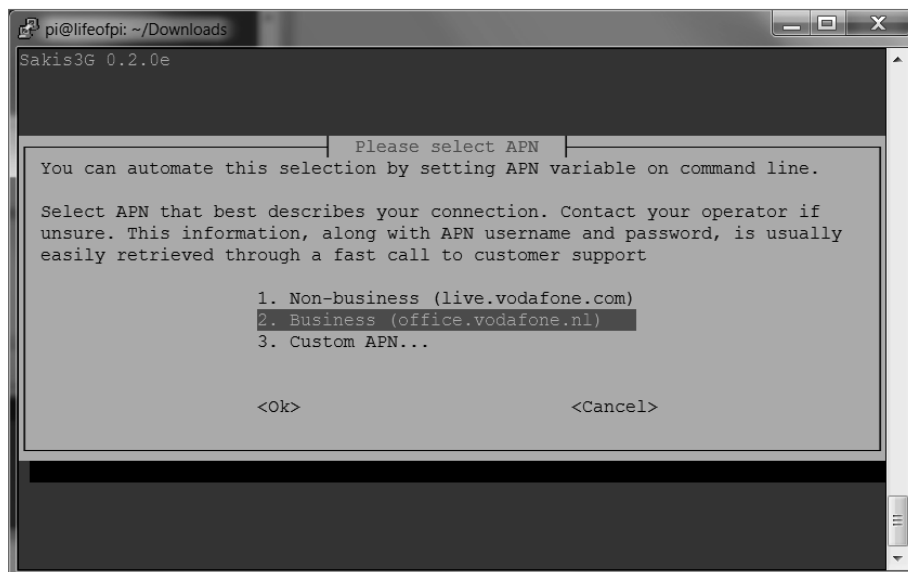 pi@lifeofpi: ~/Downloads
Sakis3G 0.2.0e
Please select APN
You can automate this selection by setting APN variable on command line.
Select APN that best describes your connection. Contact your operator if
unsure. This information, along with APN username and password, is usually
easily retrieved through a fast call to customer support
1. Non-business (live.vodafone.com)
2. Business (office.vodafone.nl)
3. Custom APN...
<Ok> <Cancel>